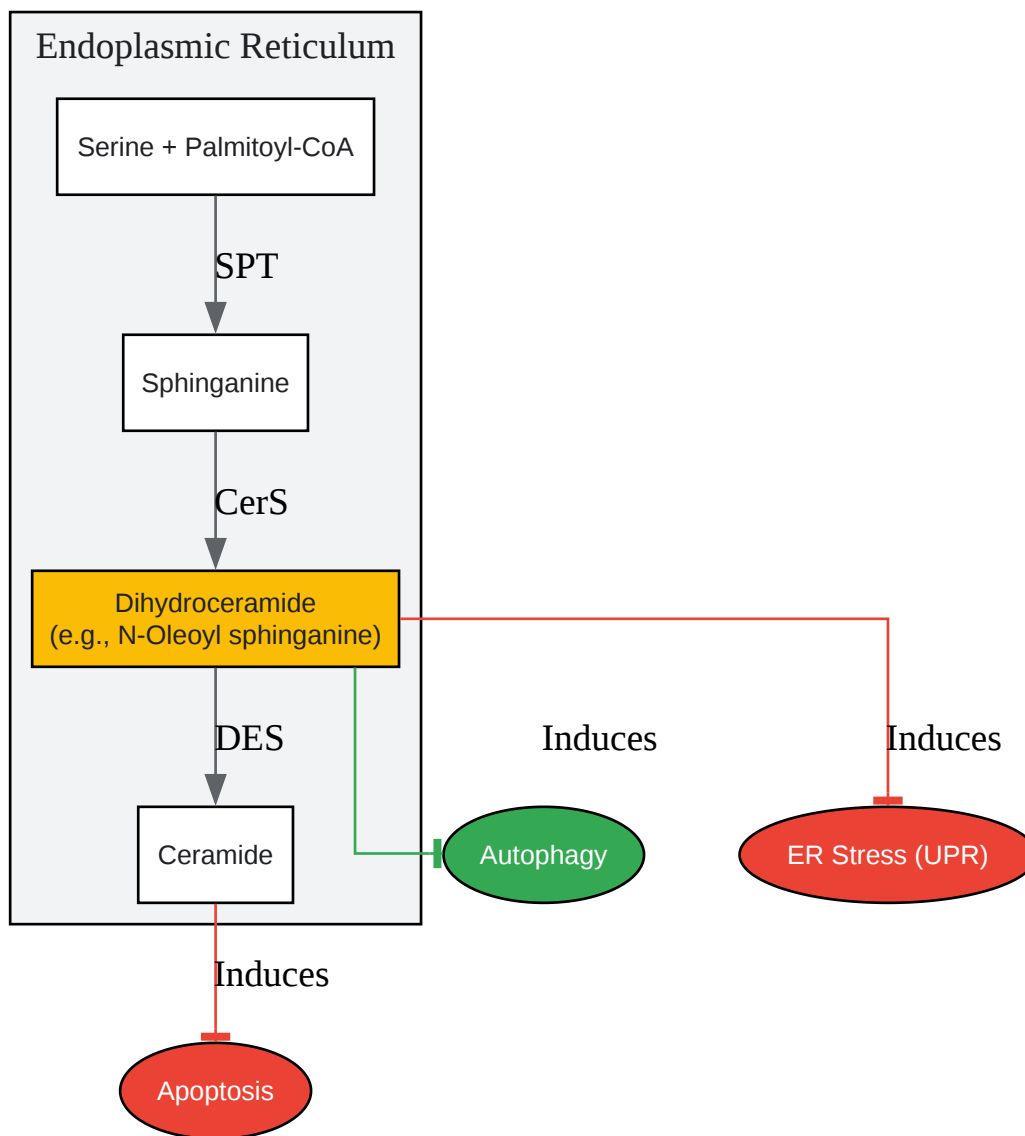 Endoplasmic Reticulum
Serine + Palmitoyl-CoA
SPT
Sphinganine
CerS
Dihydroceramide
(e.g., N-Oleoyl sphinganine)
DES
Induces
Induces
Ceramide
Autophagy
ER Stress (UPR)
Induces
Apoptosis